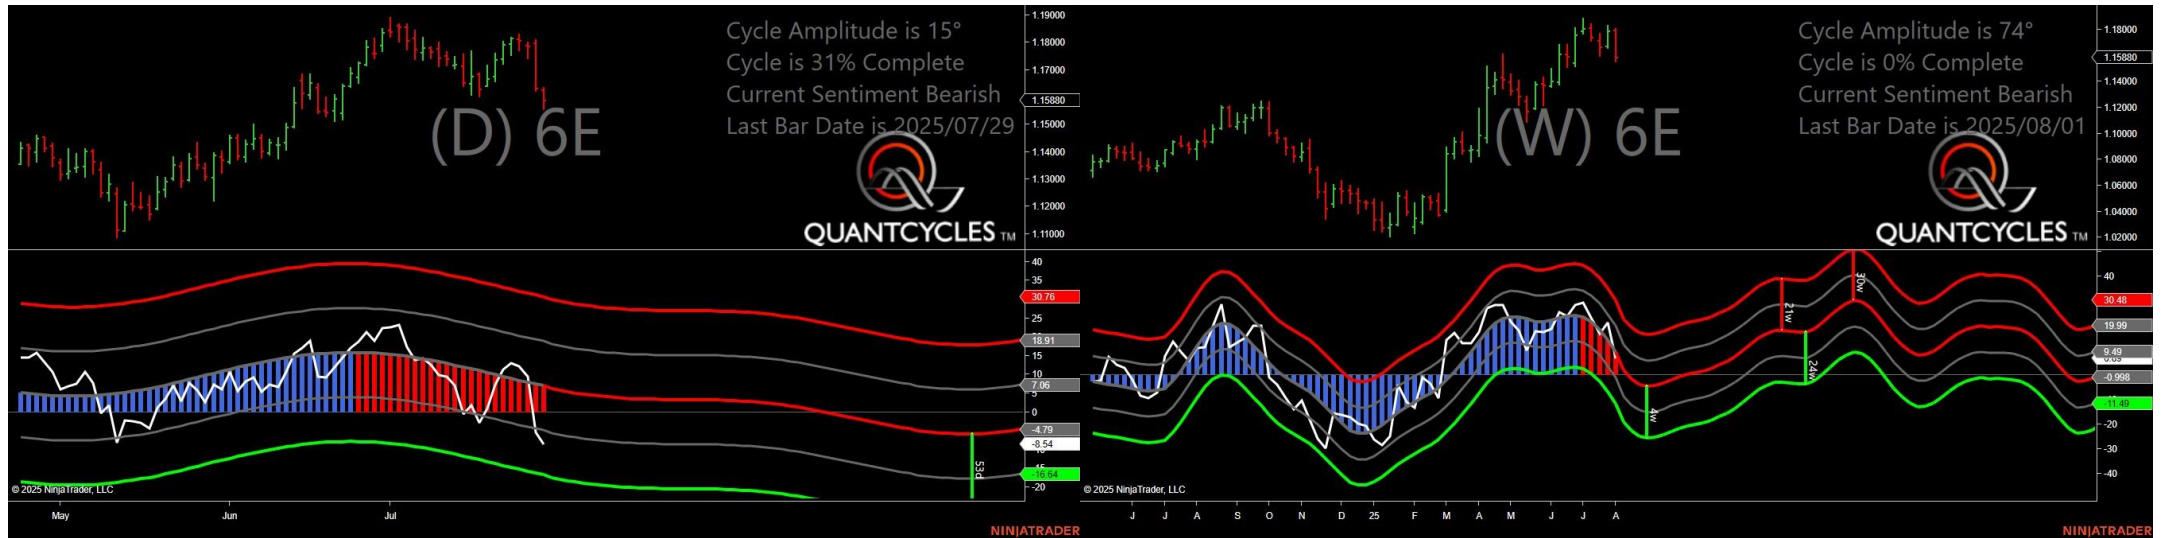 Cycle Amplitude is 15°
Cycle is 31% Complete
Current Sentiment Bearish
Last Bar Date is 2025/07/29
(D) 6E
QUANTCYCLES TM
1.19000
1.18000
1.17000
1.15880
1.15000
1.14000
1.13000
1.12000
1.11000
40
35
30.76
25
18.91
15
10
7.06
5
0
-4.79
-8.54
-16.64
-20
53d
© 2025 NinjaTrader, LLC
May Jun Jul
NINJATRADER
Cycle Amplitude is 74°
Cycle is 0% Complete
Current Sentiment Bearish
Last Bar Date is 2025/08/01
(W) 6E
QUANTCYCLES TM
1.18000
1.15880
1.14000
1.12000
1.10000
1.08000
1.06000
1.04000
1.02000
40
30.48
19.99
9.49
-0.998
-11.49
-20
-30
-40
4w
21w
24w
30w
© 2025 NinjaTrader, LLC
J J A S O N D 25 F M A M J J A
NINJATRADER